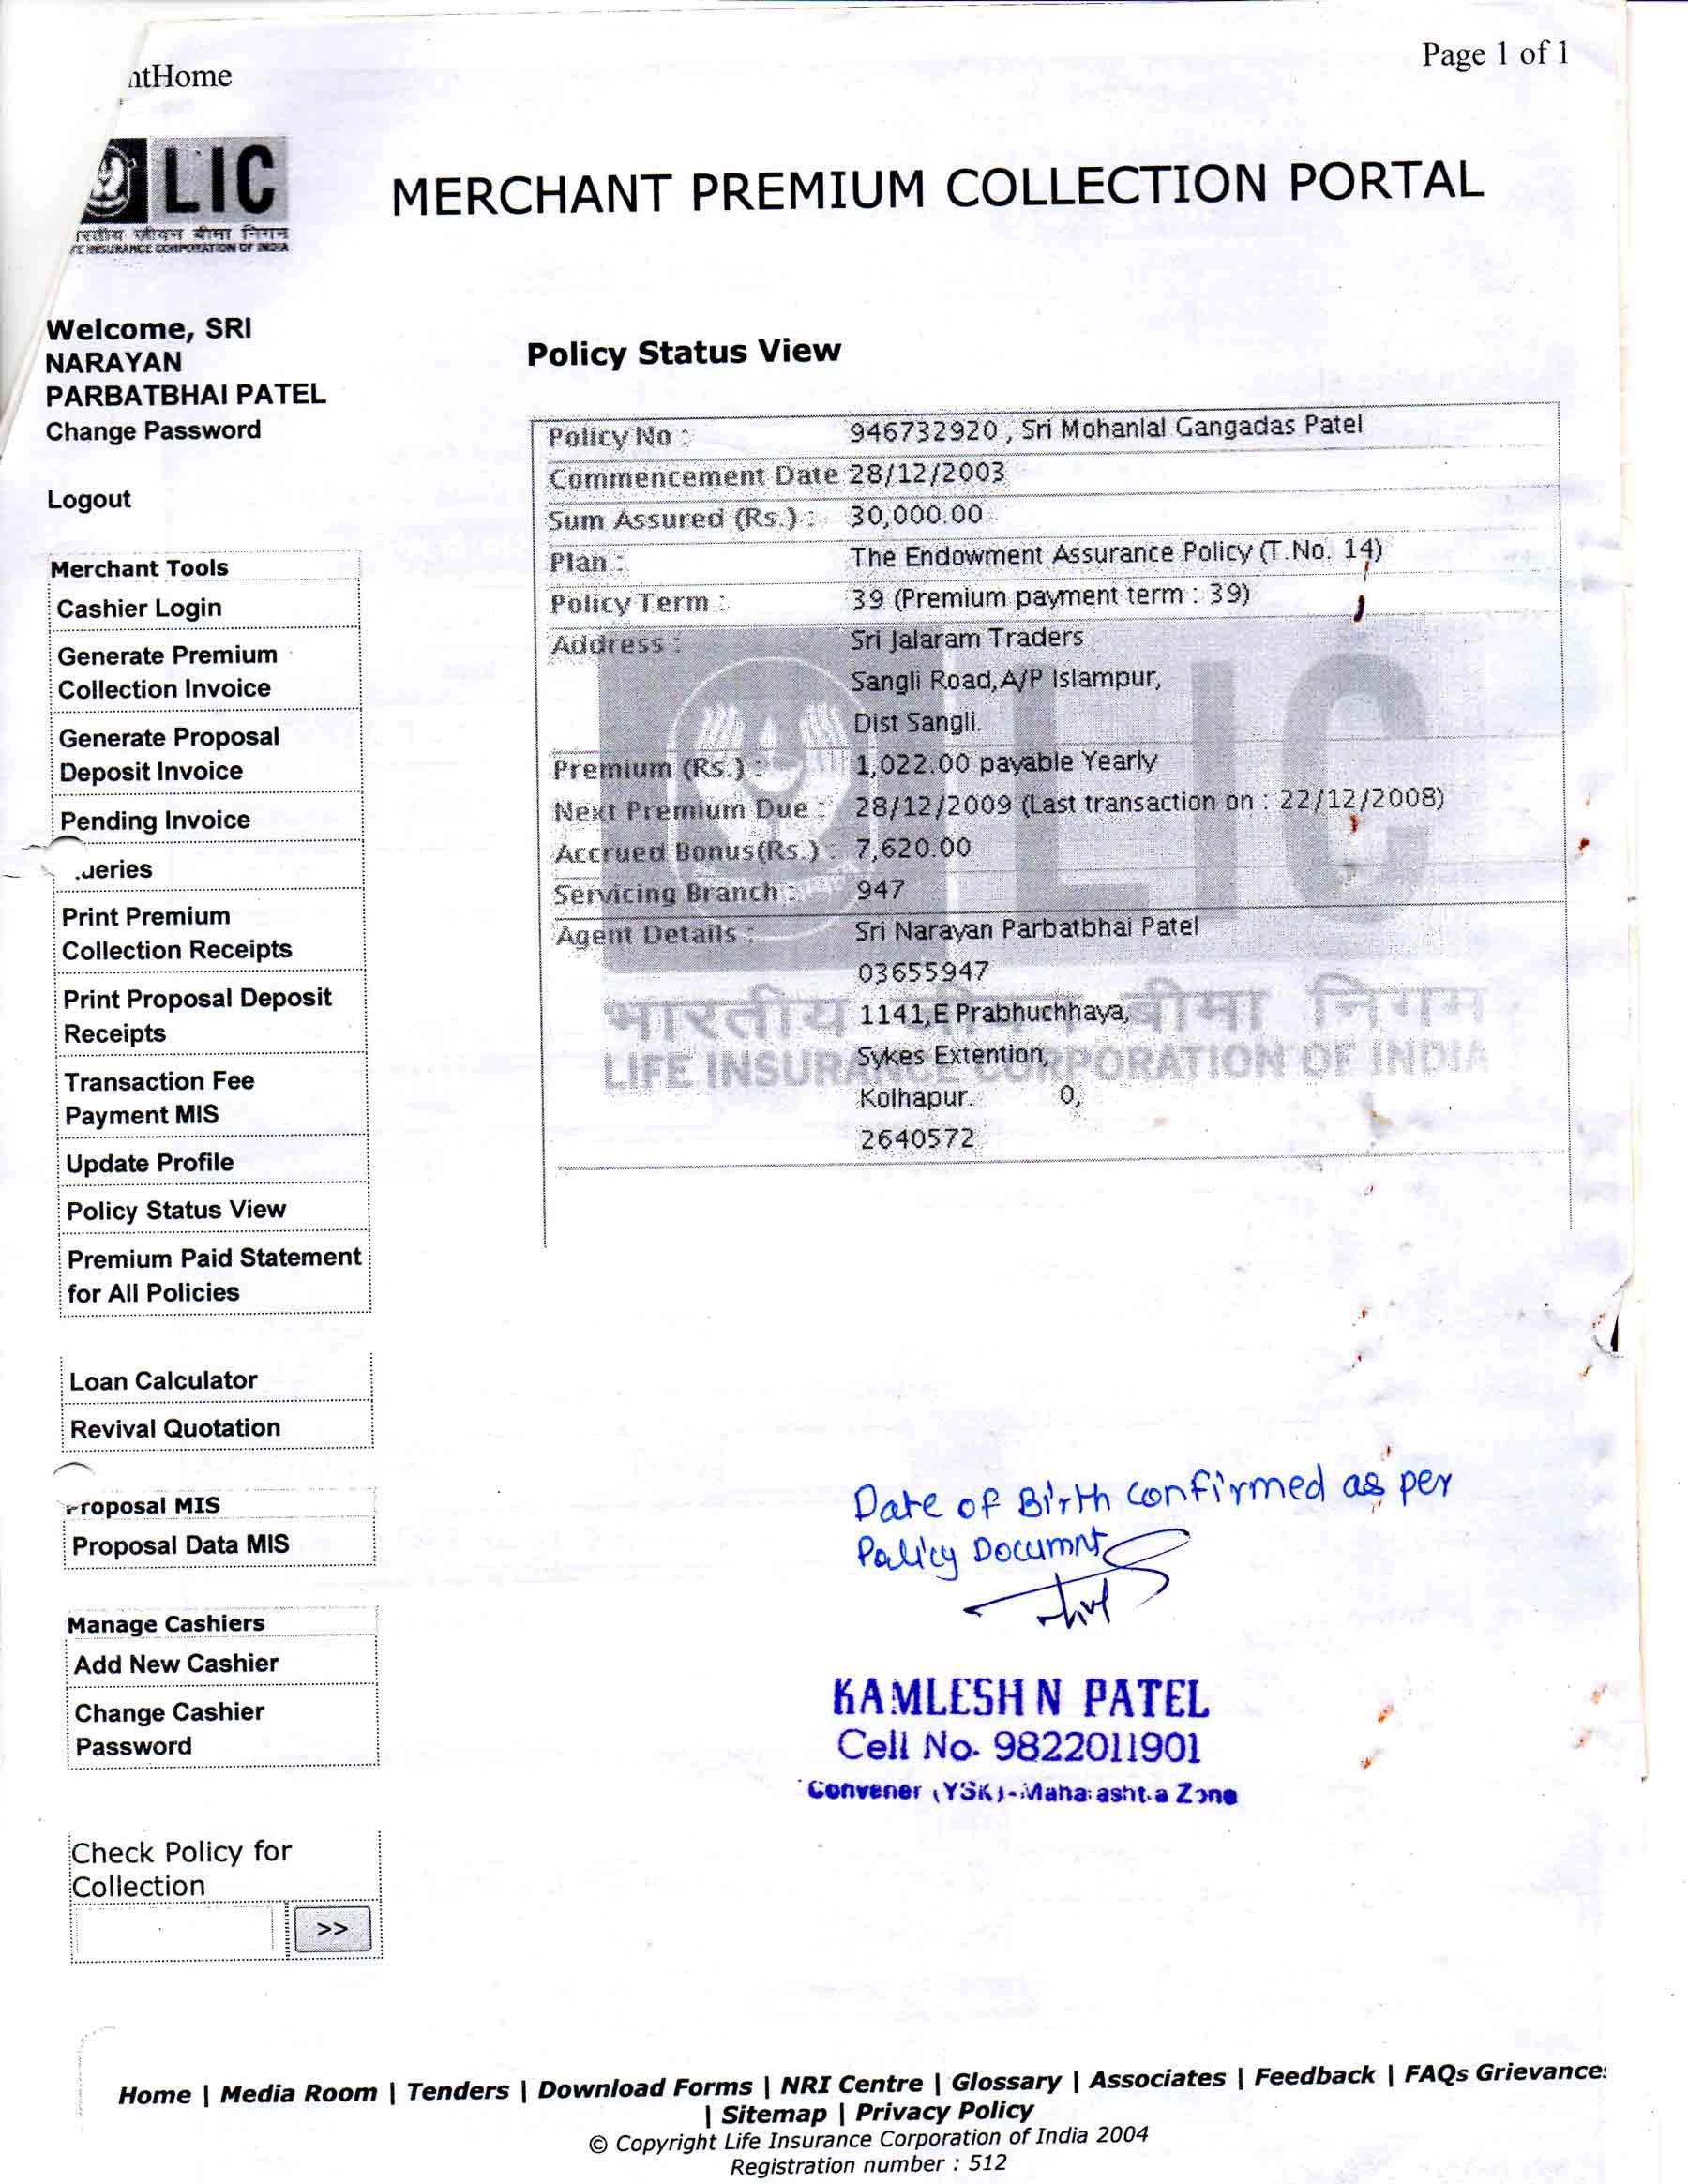 ntHome
Page 1 of 1
LIC
भारतीय जीवन बीमा निगम
INSURANCE CORPORATION OF INDIA
MERCHANT PREMIUM COLLECTION PORTAL
Welcome, SRI
NARAYAN
PARBATBHAI PATEL
Change Password
Logout
Merchant Tools
Cashier Login
Generate Premium
Collection Invoice
Generate Proposal
Deposit Invoice
Pending Invoice
ueries
Print Premium
Collection Receipts
Print Proposal Deposit
Receipts
Transaction Fee
Payment MIS
Update Profile
Policy Status View
Premium Paid Statement
for All Policies
Loan Calculator
Revival Quotation
Proposal MIS
Proposal Data MIS
Manage Cashiers
Add New Cashier
Change Cashier
Password
Check Policy for
Collection
>>
Policy Status View
Policy No : 946732920 , Sri Mohanlal Gangadas Patel
Commencement Date 28/12/2003
Sum Assured (Rs.) : 30,000.00
Plan : The Endowment Assurance Policy (T.No. 14)
Policy Term : 39 (Premium payment term : 39)
Address : Sri Jalaram Traders
Sangli Road,A/P Islampur,
Dist Sangli.
Premium (Rs.) : 1,022.00 payable Yearly
Next Premium Due : 28/12/2009 (Last transaction on : 22/12/2008)
Accrued Bonus(Rs.) : 7,620.00
Servicing Branch : 947
Agent Details : Sri Narayan Parbatbhai Patel
03655947
1141,E Prabhuchhaya,
Sykes Extention,
Kolhapur. 0,
2640572
LIC
भारतीय जीवन बीमा निगम
LIFE INSURANCE CORPORATION OF INDIA
Date of Birth confirmed as per
Policy Documnt
KAMLESH N PATEL
Cell No. 9822011901
Convener (YSK)-Maharashtra Zone
Home | Media Room | Tenders | Download Forms | NRI Centre | Glossary | Associates | Feedback | FAQs Grievances
| Sitemap | Privacy Policy
© Copyright Life Insurance Corporation of India 2004
Registration number : 512